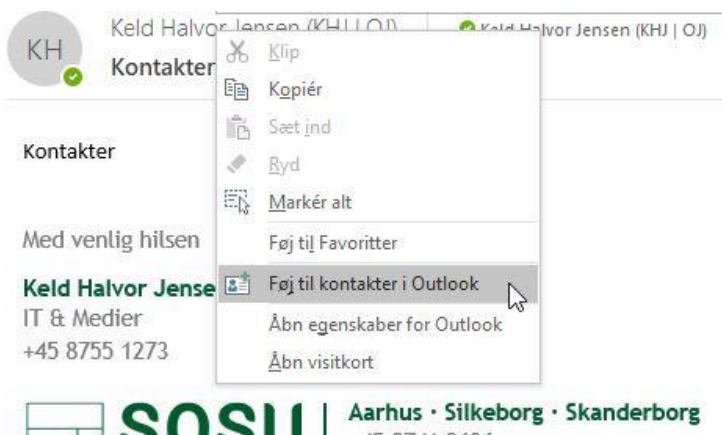 Keld Halvor Jensen (KHJ | OJ)
Keld Halvor Jensen (KHJ | OJ)
KH
Kontakter
Klip
Kopiér
Sæt ind
Ryd
Markér alt
Føj til Favoritter
Føj til kontakter i Outlook
Åbn egenskaber for Outlook
Åbn visitkort
Kontakter
Med venlig hilsen
Keld Halvor Jense
IT & Medier
+45 8755 1273
SOSU
Aarhus · Silkeborg · Skanderborg